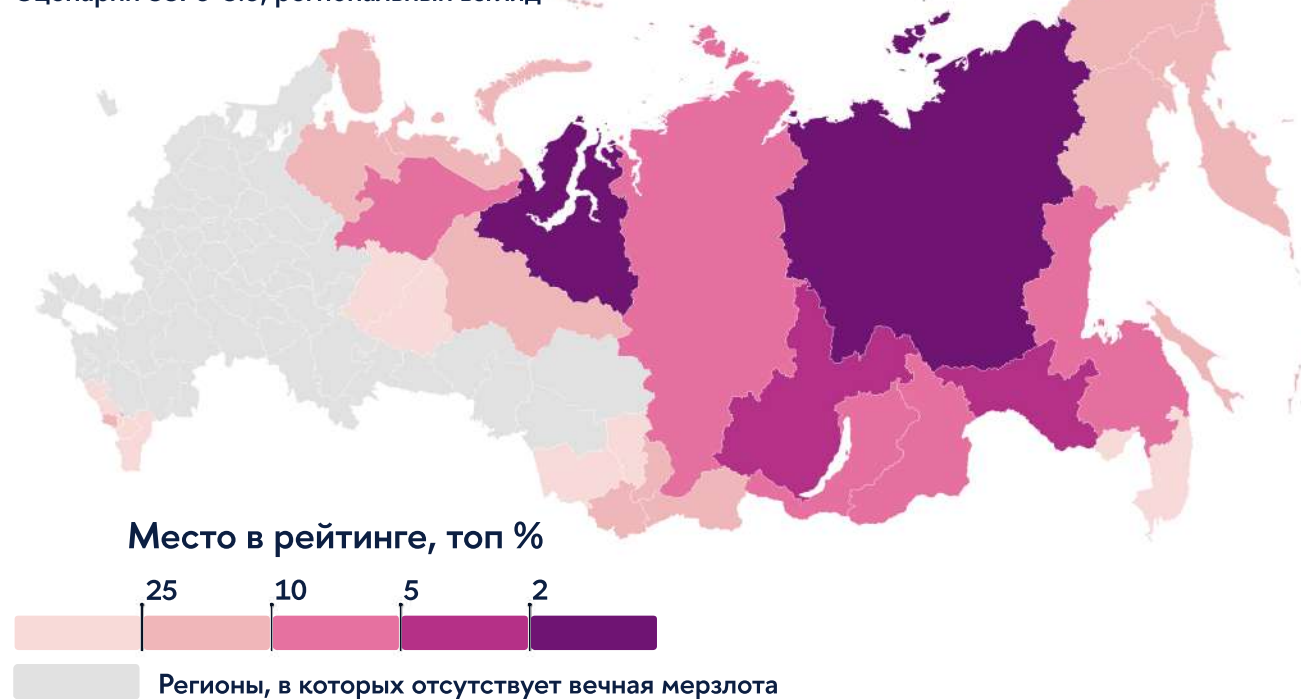 Место в рейтинге, топ %
25 10 5 2
Регионы, в которых отсутствует вечная мерзлота